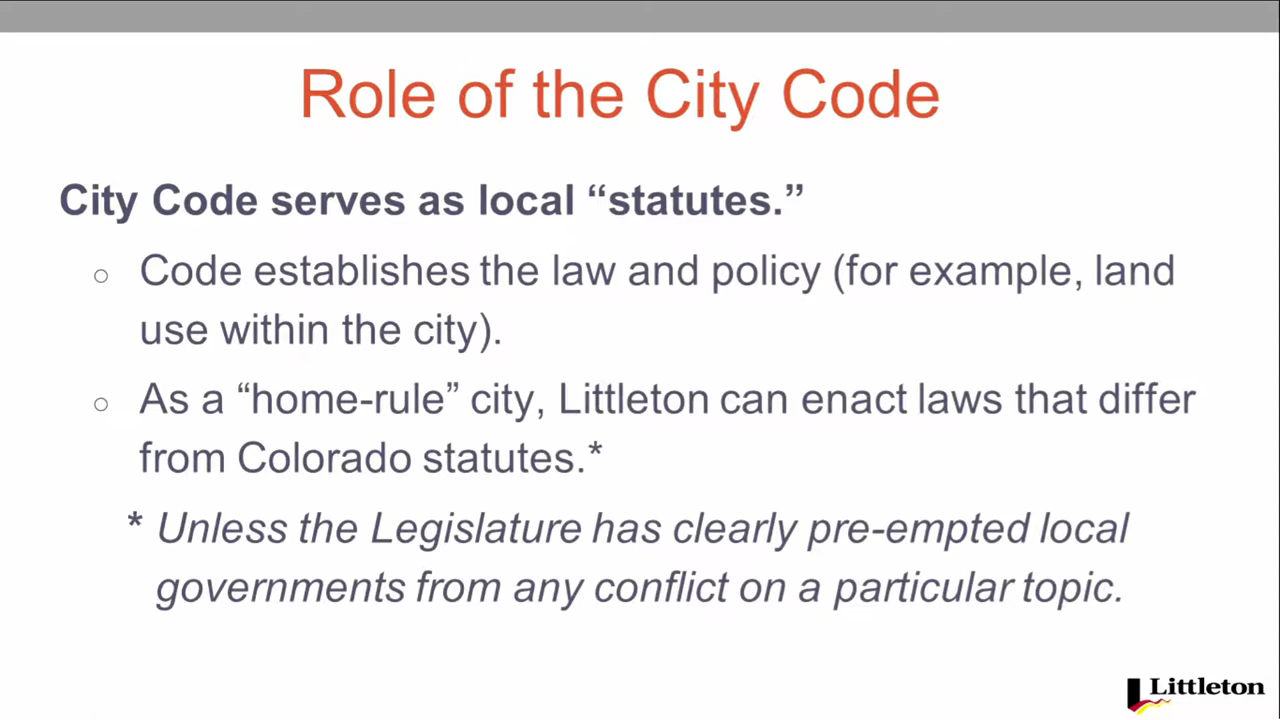 Role of the City Code
City Code serves as local “statutes.”
○ Code establishes the law and policy (for example, land
use within the city).
○ As a “home-rule” city, Littleton can enact laws that differ
from Colorado statutes.*
* Unless the Legislature has clearly pre-empted local
governments from any conflict on a particular topic.
Littleton